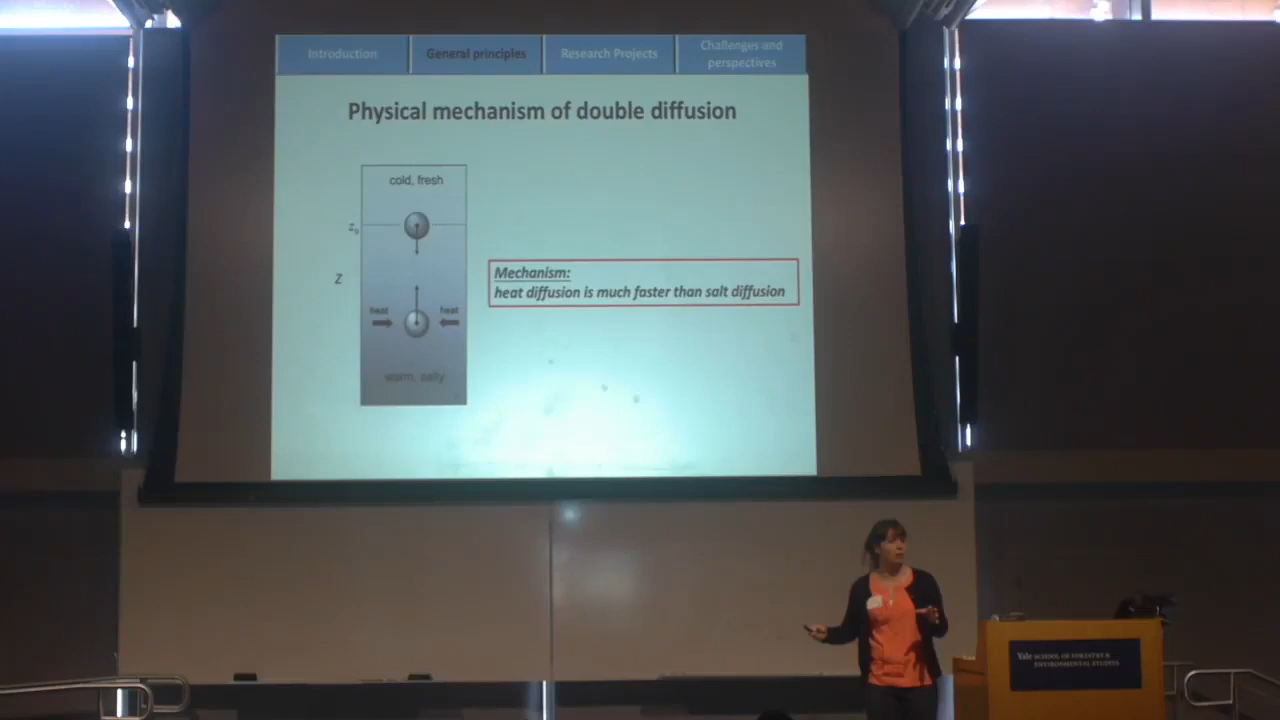 Introduction
General principles
Research Projects
Challenges and
perspectives
Physical mechanism of double diffusion
cold, fresh
z₀
Z
heat
heat
warm, salty
Mechanism:
heat diffusion is much faster than salt diffusion
Yale SCHOOL OF FORESTRY &
ENVIRONMENTAL STUDIES